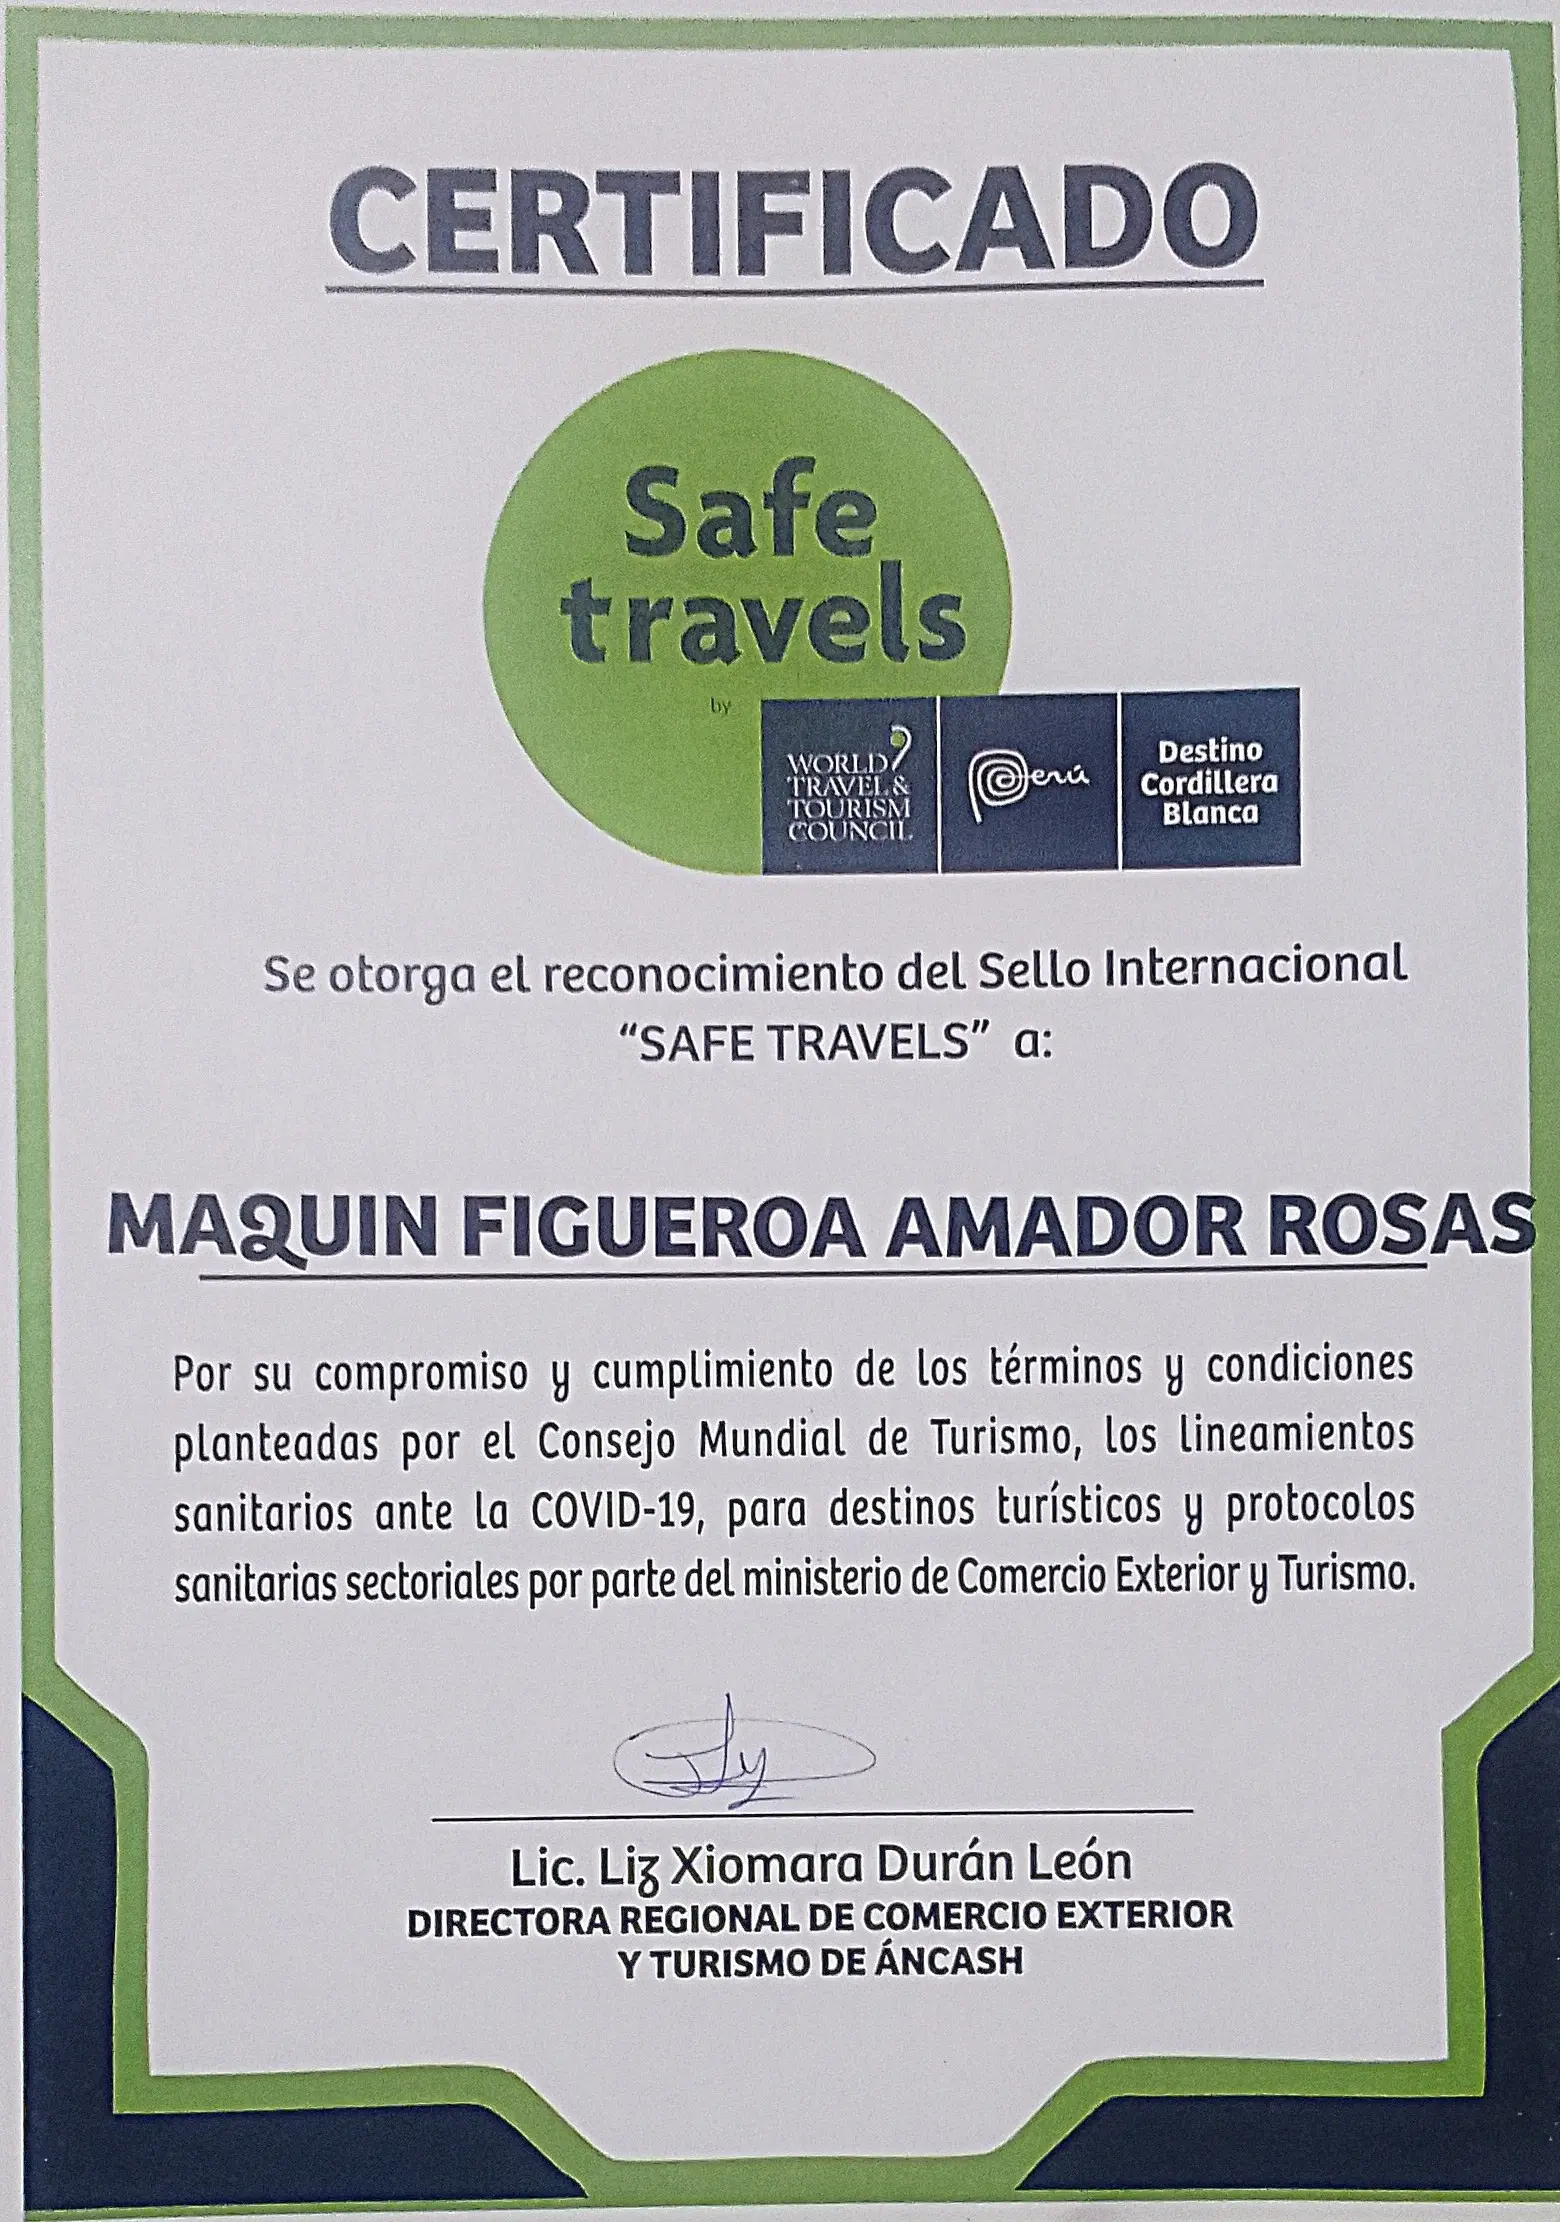 CERTIFICADO
Safe
travels
by
WORLD
TRAVEL &
TOURISM
COUNCIL
Perú
Destino
Cordillera
Blanca
Se otorga el reconocimiento del Sello Internacional
“SAFE TRAVELS” a:
MAQUIN FIGUEROA AMADOR ROSAS
Por su compromiso y cumplimiento de los términos y condiciones
planteadas por el Consejo Mundial de Turismo, los lineamientos
sanitarios ante la COVID-19, para destinos turísticos y protocolos
sanitarias sectoriales por parte del ministerio de Comercio Exterior y Turismo.
Lic. Liz Xiomara Durán León
DIRECTORA REGIONAL DE COMERCIO EXTERIOR
Y TURISMO DE ÁNCASH